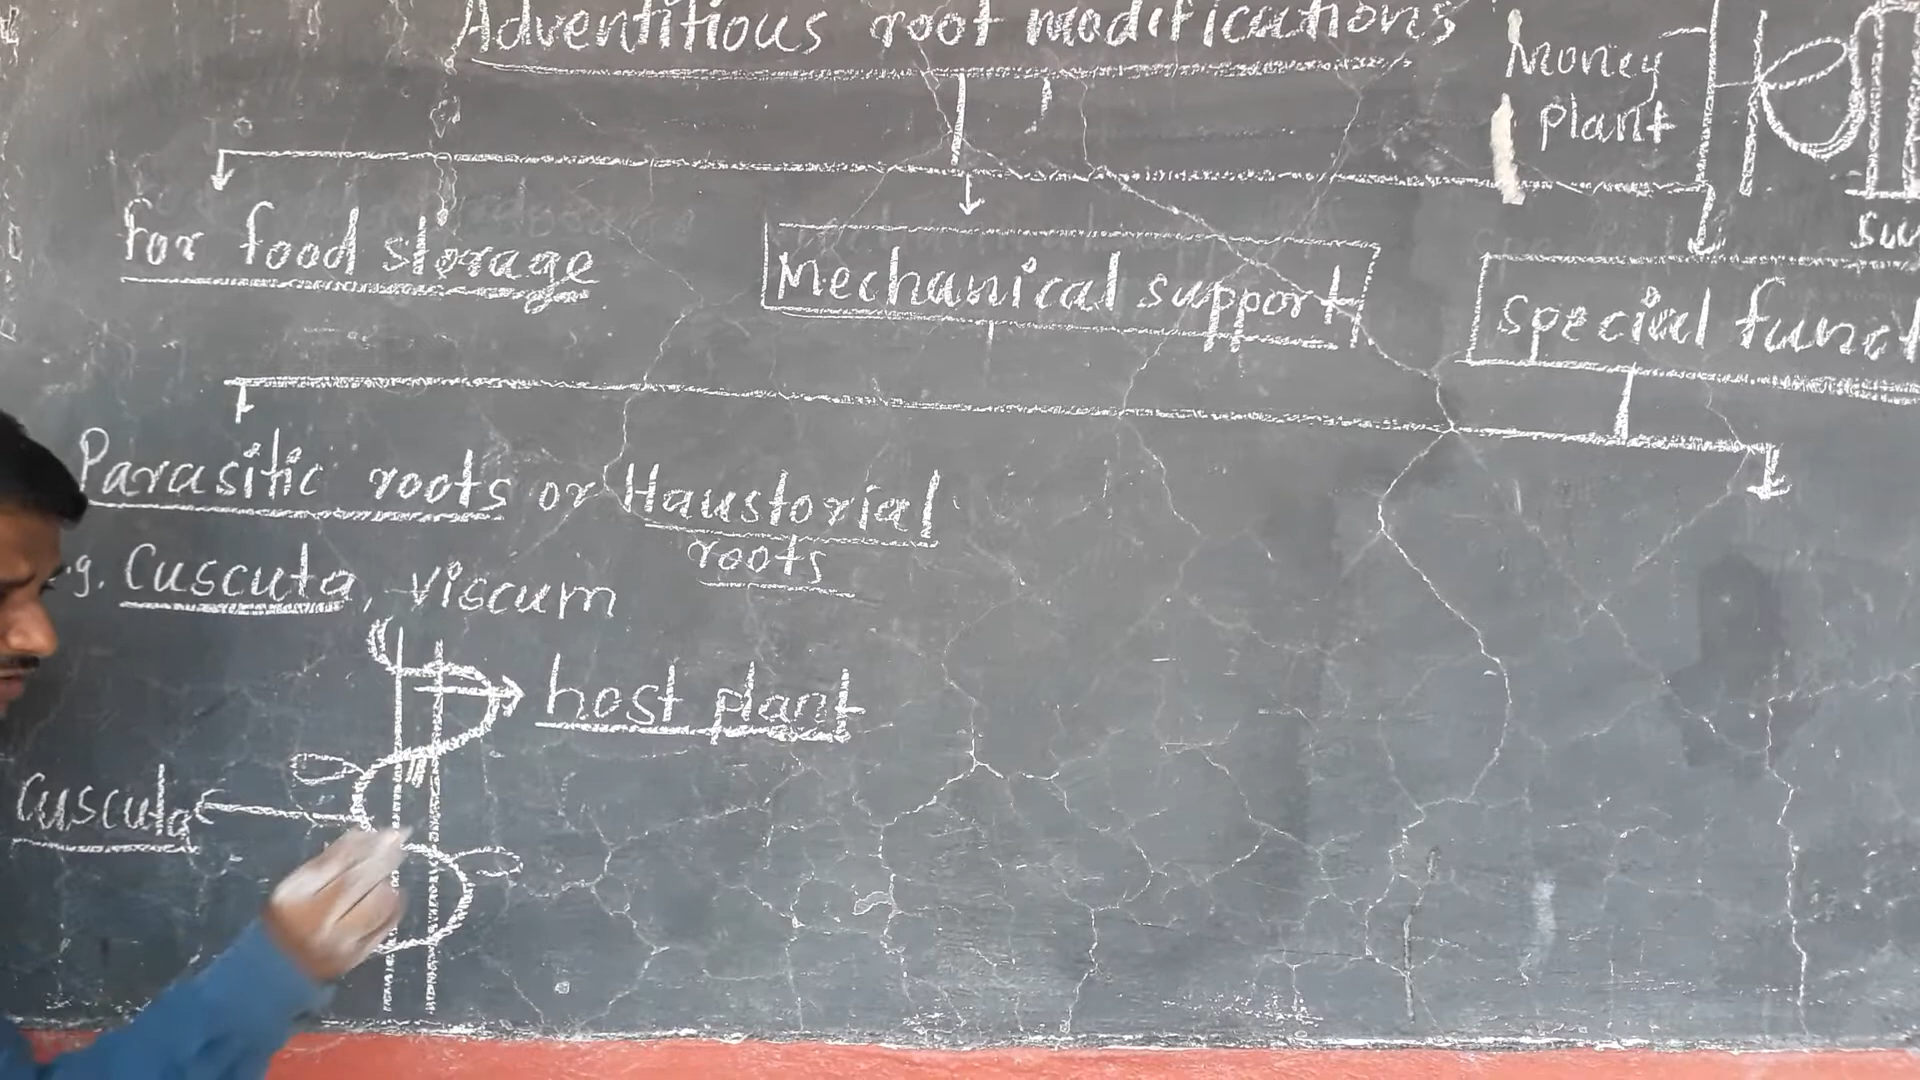 Adventitious root modifications
Money
plant
For food storage
Mechanical support
special funct
Parasitic roots or Haustorial
roots
.g. Cuscuta, viscum
host plant
Cuscuta